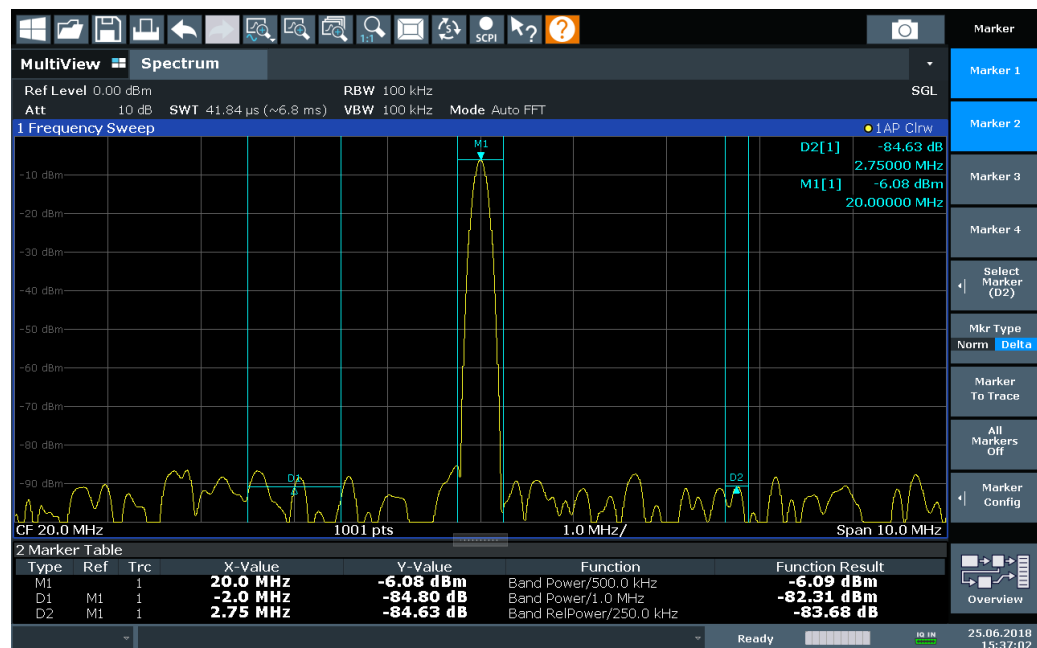 1:1
SCPI
?
?
Marker
MultiView Spectrum
Ref Level 0.00 dBm RBW 100 kHz SGL
Att 10 dB SWT 41.84 µs (~6.8 ms) VBW 100 kHz Mode Auto FFT
1 Frequency Sweep 1AP Clrw
M1
D2[1] -84.63 dB
2.75000 MHz
M1[1] -6.08 dBm
20.00000 MHz
-10 dBm
-20 dBm
-30 dBm
-40 dBm
-50 dBm
-60 dBm
-70 dBm
-80 dBm
-90 dBm
D1
D2
CF 20.0 MHz 1001 pts 1.0 MHz/ Span 10.0 MHz
2 Marker Table
Type Ref Trc X-Value Y-Value Function Function Result
M1 1 20.0 MHz -6.08 dBm Band Power/500.0 kHz -6.09 dBm
D1 M1 1 -2.0 MHz -84.80 dB Band Power/1.0 MHz -82.31 dBm
D2 M1 1 2.75 MHz -84.63 dB Band RelPower/250.0 kHz -83.68 dB
Marker 1
Marker 2
Marker 3
Marker 4
Select
Marker
(D2)
Mkr Type
Norm Delta
Marker
To Trace
All
Markers
Off
Marker
Config
Overview
Ready IQ IN 25.06.2018
15:37:02